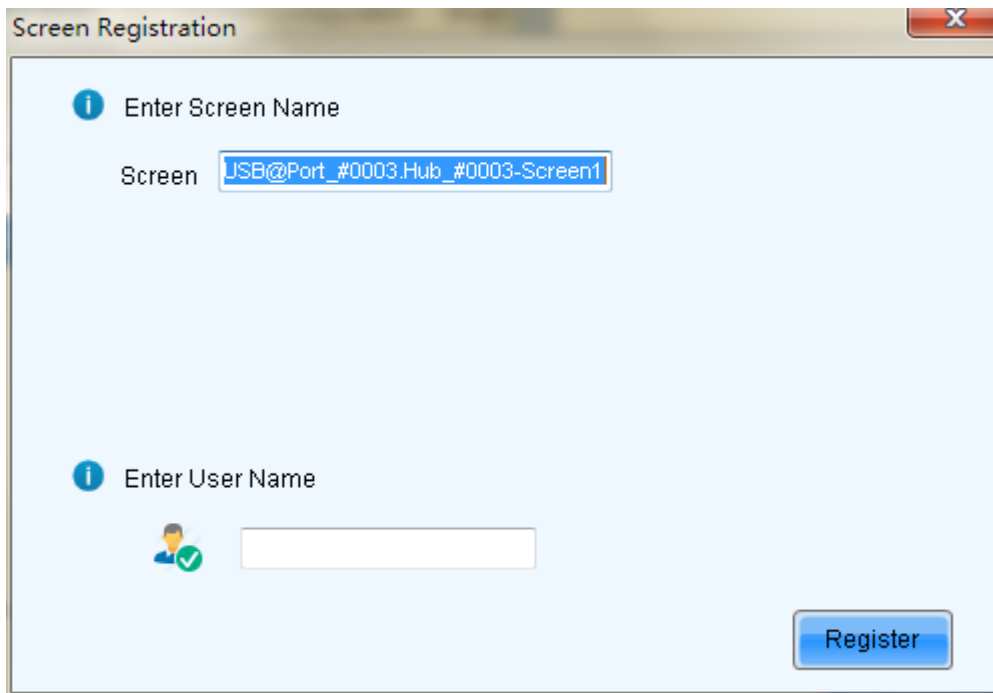 Screen Registration
Enter Screen Name
Screen USB@Port_#0003.Hub_#0003-Screen1
Enter User Name
Register